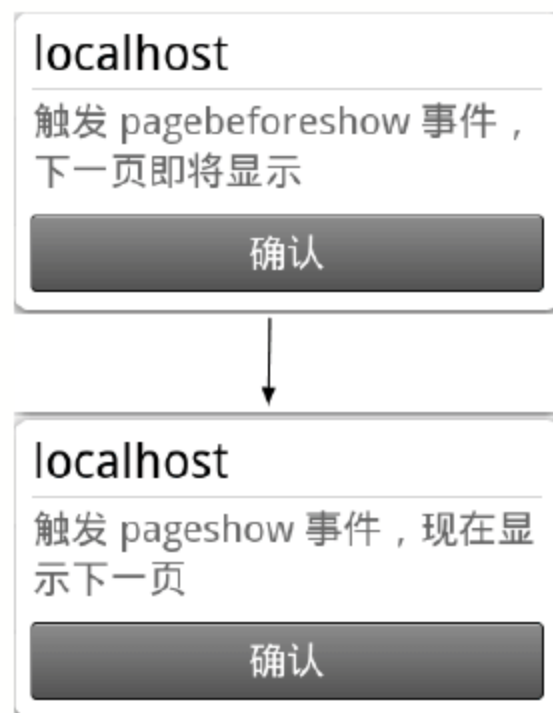 localhost
触发 pagebeforeshow 事件，
下一页即将显示
确认
localhost
触发 pageshow 事件，现在显
示下一页
确认